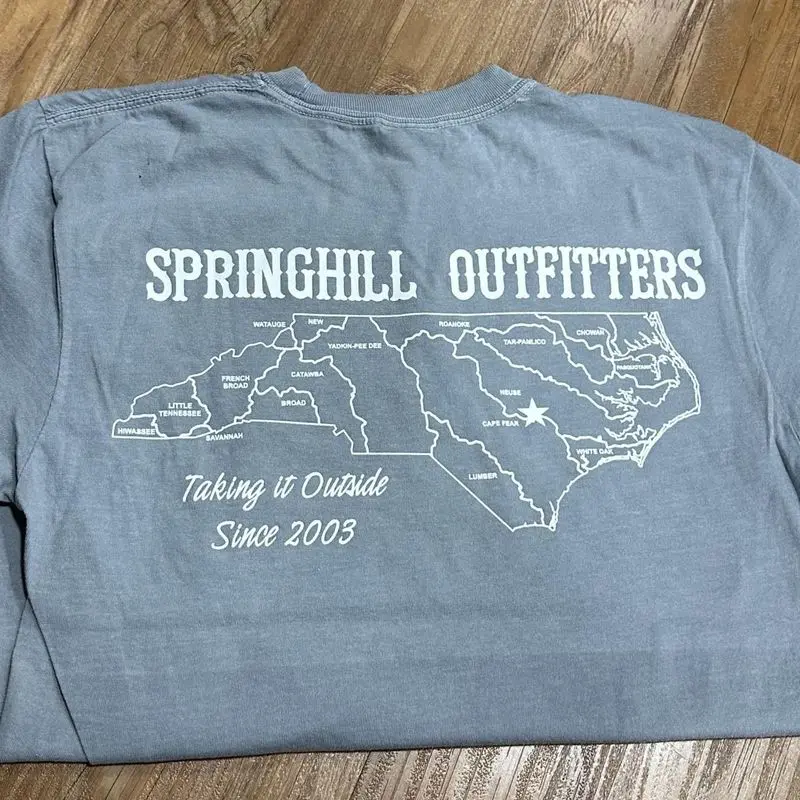 SPRINGHILL OUTFITTERS
WATAUGE NEW ROANOKE CHOWAN
YADKIN-PEE DEE TAR-PAMLICO
PASQUOTANK
FRENCH BROAD
CATAWBA
LITTLE TENNESSEE
BROAD
NEUSE
CAPE FEAR
HIWASSEE
SAVANNAH
WHITE OAK
LUMBER
Taking it Outside
Since 2003